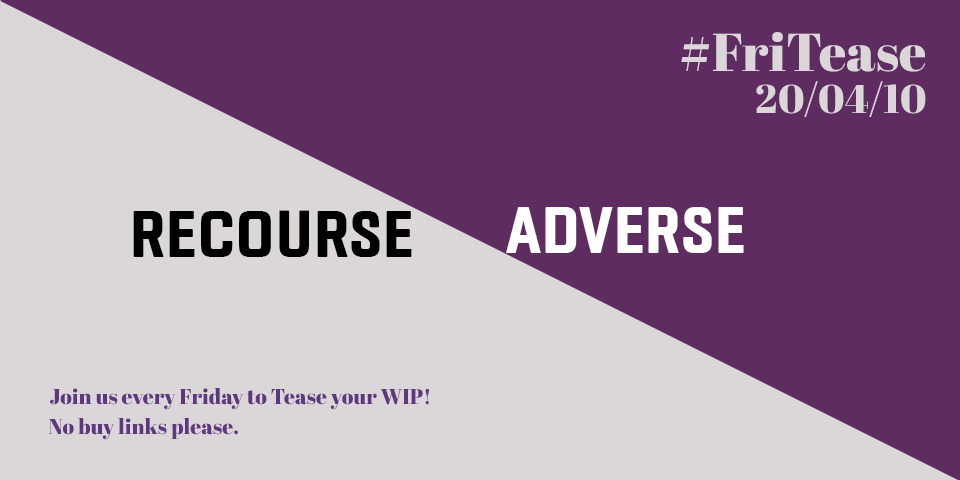 #FriTease
20/04/10
RECOURSE
ADVERSE
Join us every Friday to Tease your WIP!
No buy links please.